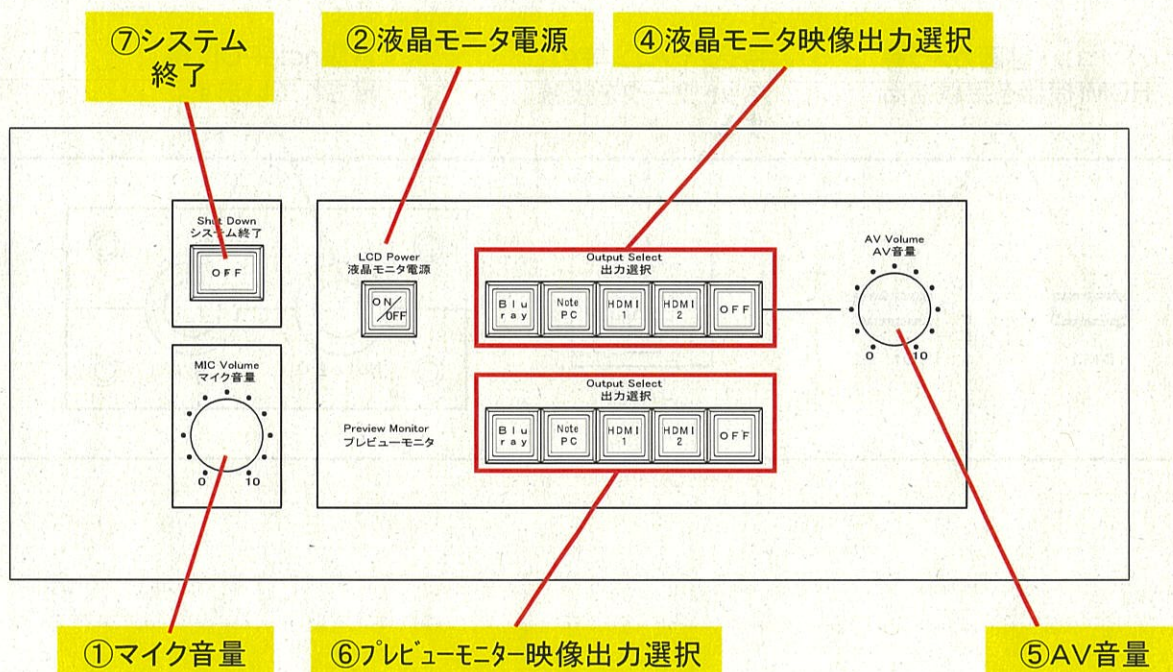 ⑦システム
終了
②液晶モニタ電源
④液晶モニタ映像出力選択
Shut Down
システム終了
OFF
LCD Power
液晶モニタ電源
ON/OFF
Output Select
出力選択
Blu
ray
Note
PC
HDMI
1
HDMI
2
OFF
AV Volume
AV音量
0 10
MIC Volume
マイク音量
0 10
Preview Monitor
プレビューモニタ
Output Select
出力選択
Blu
ray
Note
PC
HDMI
1
HDMI
2
OFF
①マイク音量
⑥プレビューモニター映像出力選択
⑤AV音量